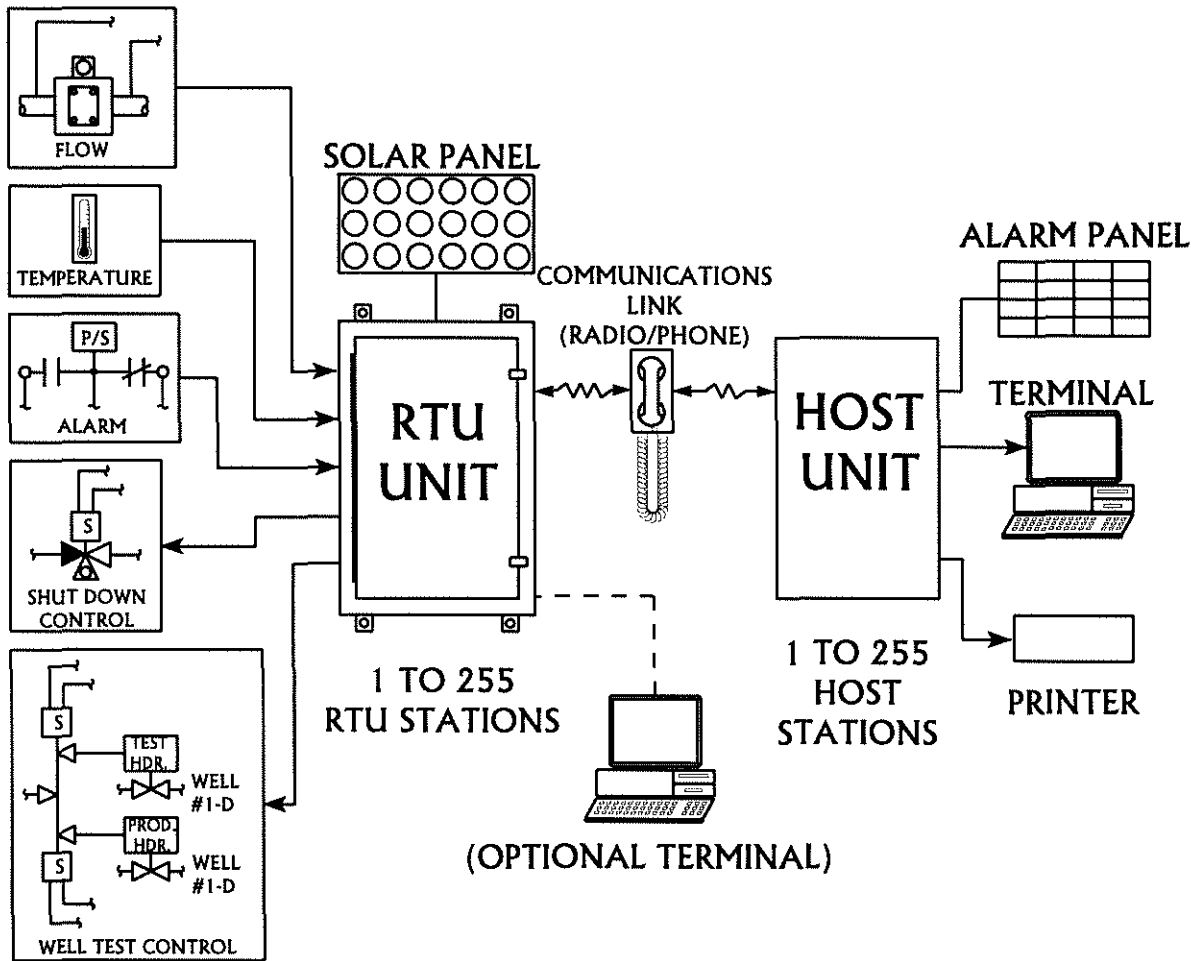 FLOW
TEMPERATURE
P/S
ALARM
S
SHUT DOWN
CONTROL
S
TEST
HDR.
WELL
#1-D
PROD.
HDR.
WELL
#1-D
S
WELL TEST CONTROL
SOLAR PANEL
RTU
UNIT
1 TO 255
RTU STATIONS
COMMUNICATIONS
LINK
(RADIO/PHONE)
(OPTIONAL TERMINAL)
HOST
UNIT
1 TO 255
HOST
STATIONS
ALARM PANEL
TERMINAL
PRINTER